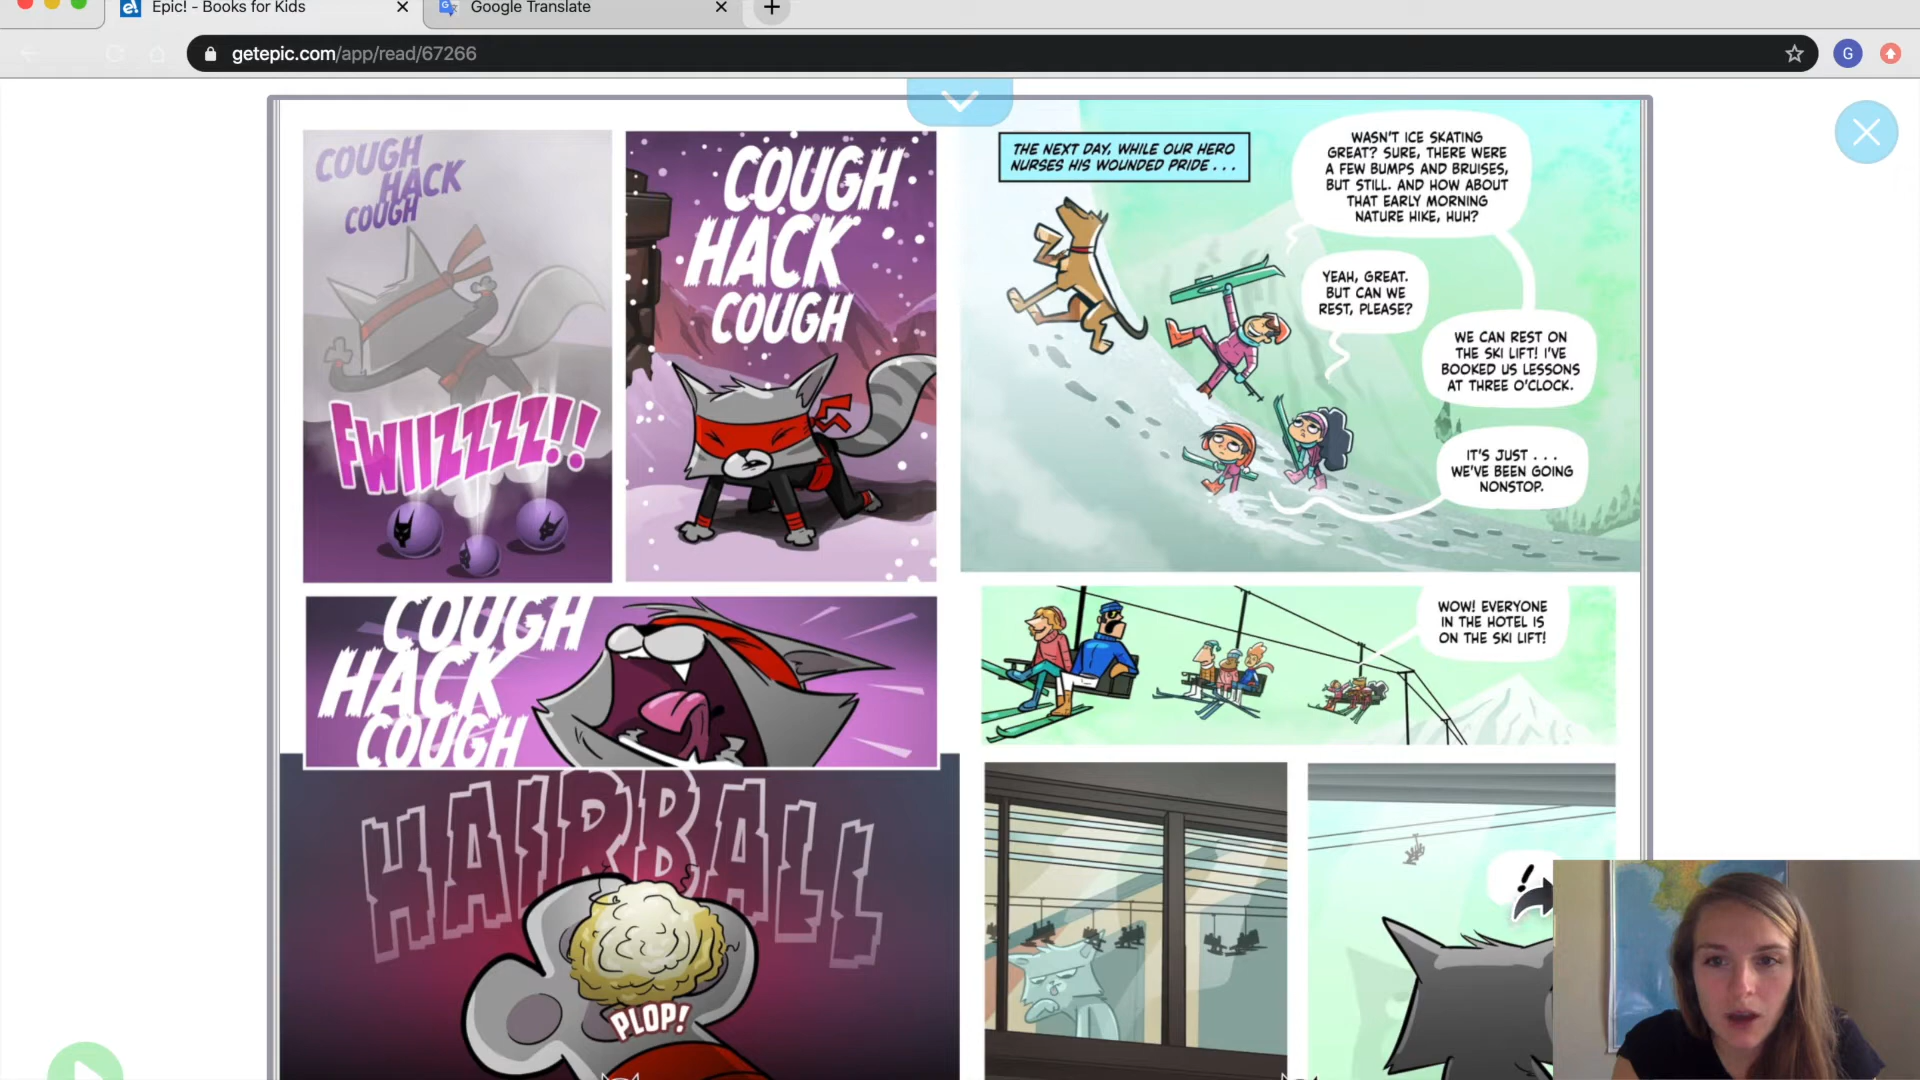 Epic! - Books for Kids
Google Translate
getepic.com/app/read/67266
G
COUGH
HACK
COUGH
FWIIZZZZ!!
COUGH
HACK
COUGH
COUGH
HACK
COUGH
HAIRBALL
PLOP!
THE NEXT DAY, WHILE OUR HERO
NURSES HIS WOUNDED PRIDE . . .
WASN'T ICE SKATING
GREAT? SURE, THERE WERE
A FEW BUMPS AND BRUISES,
BUT STILL. AND HOW ABOUT
THAT EARLY MORNING
NATURE HIKE, HUH?
YEAH, GREAT.
BUT CAN WE
REST, PLEASE?
WE CAN REST ON
THE SKI LIFT! I'VE
BOOKED US LESSONS
AT THREE O'CLOCK.
IT'S JUST . . .
WE'VE BEEN GOING
NONSTOP.
WOW! EVERYONE
IN THE HOTEL IS
ON THE SKI LIFT!
!